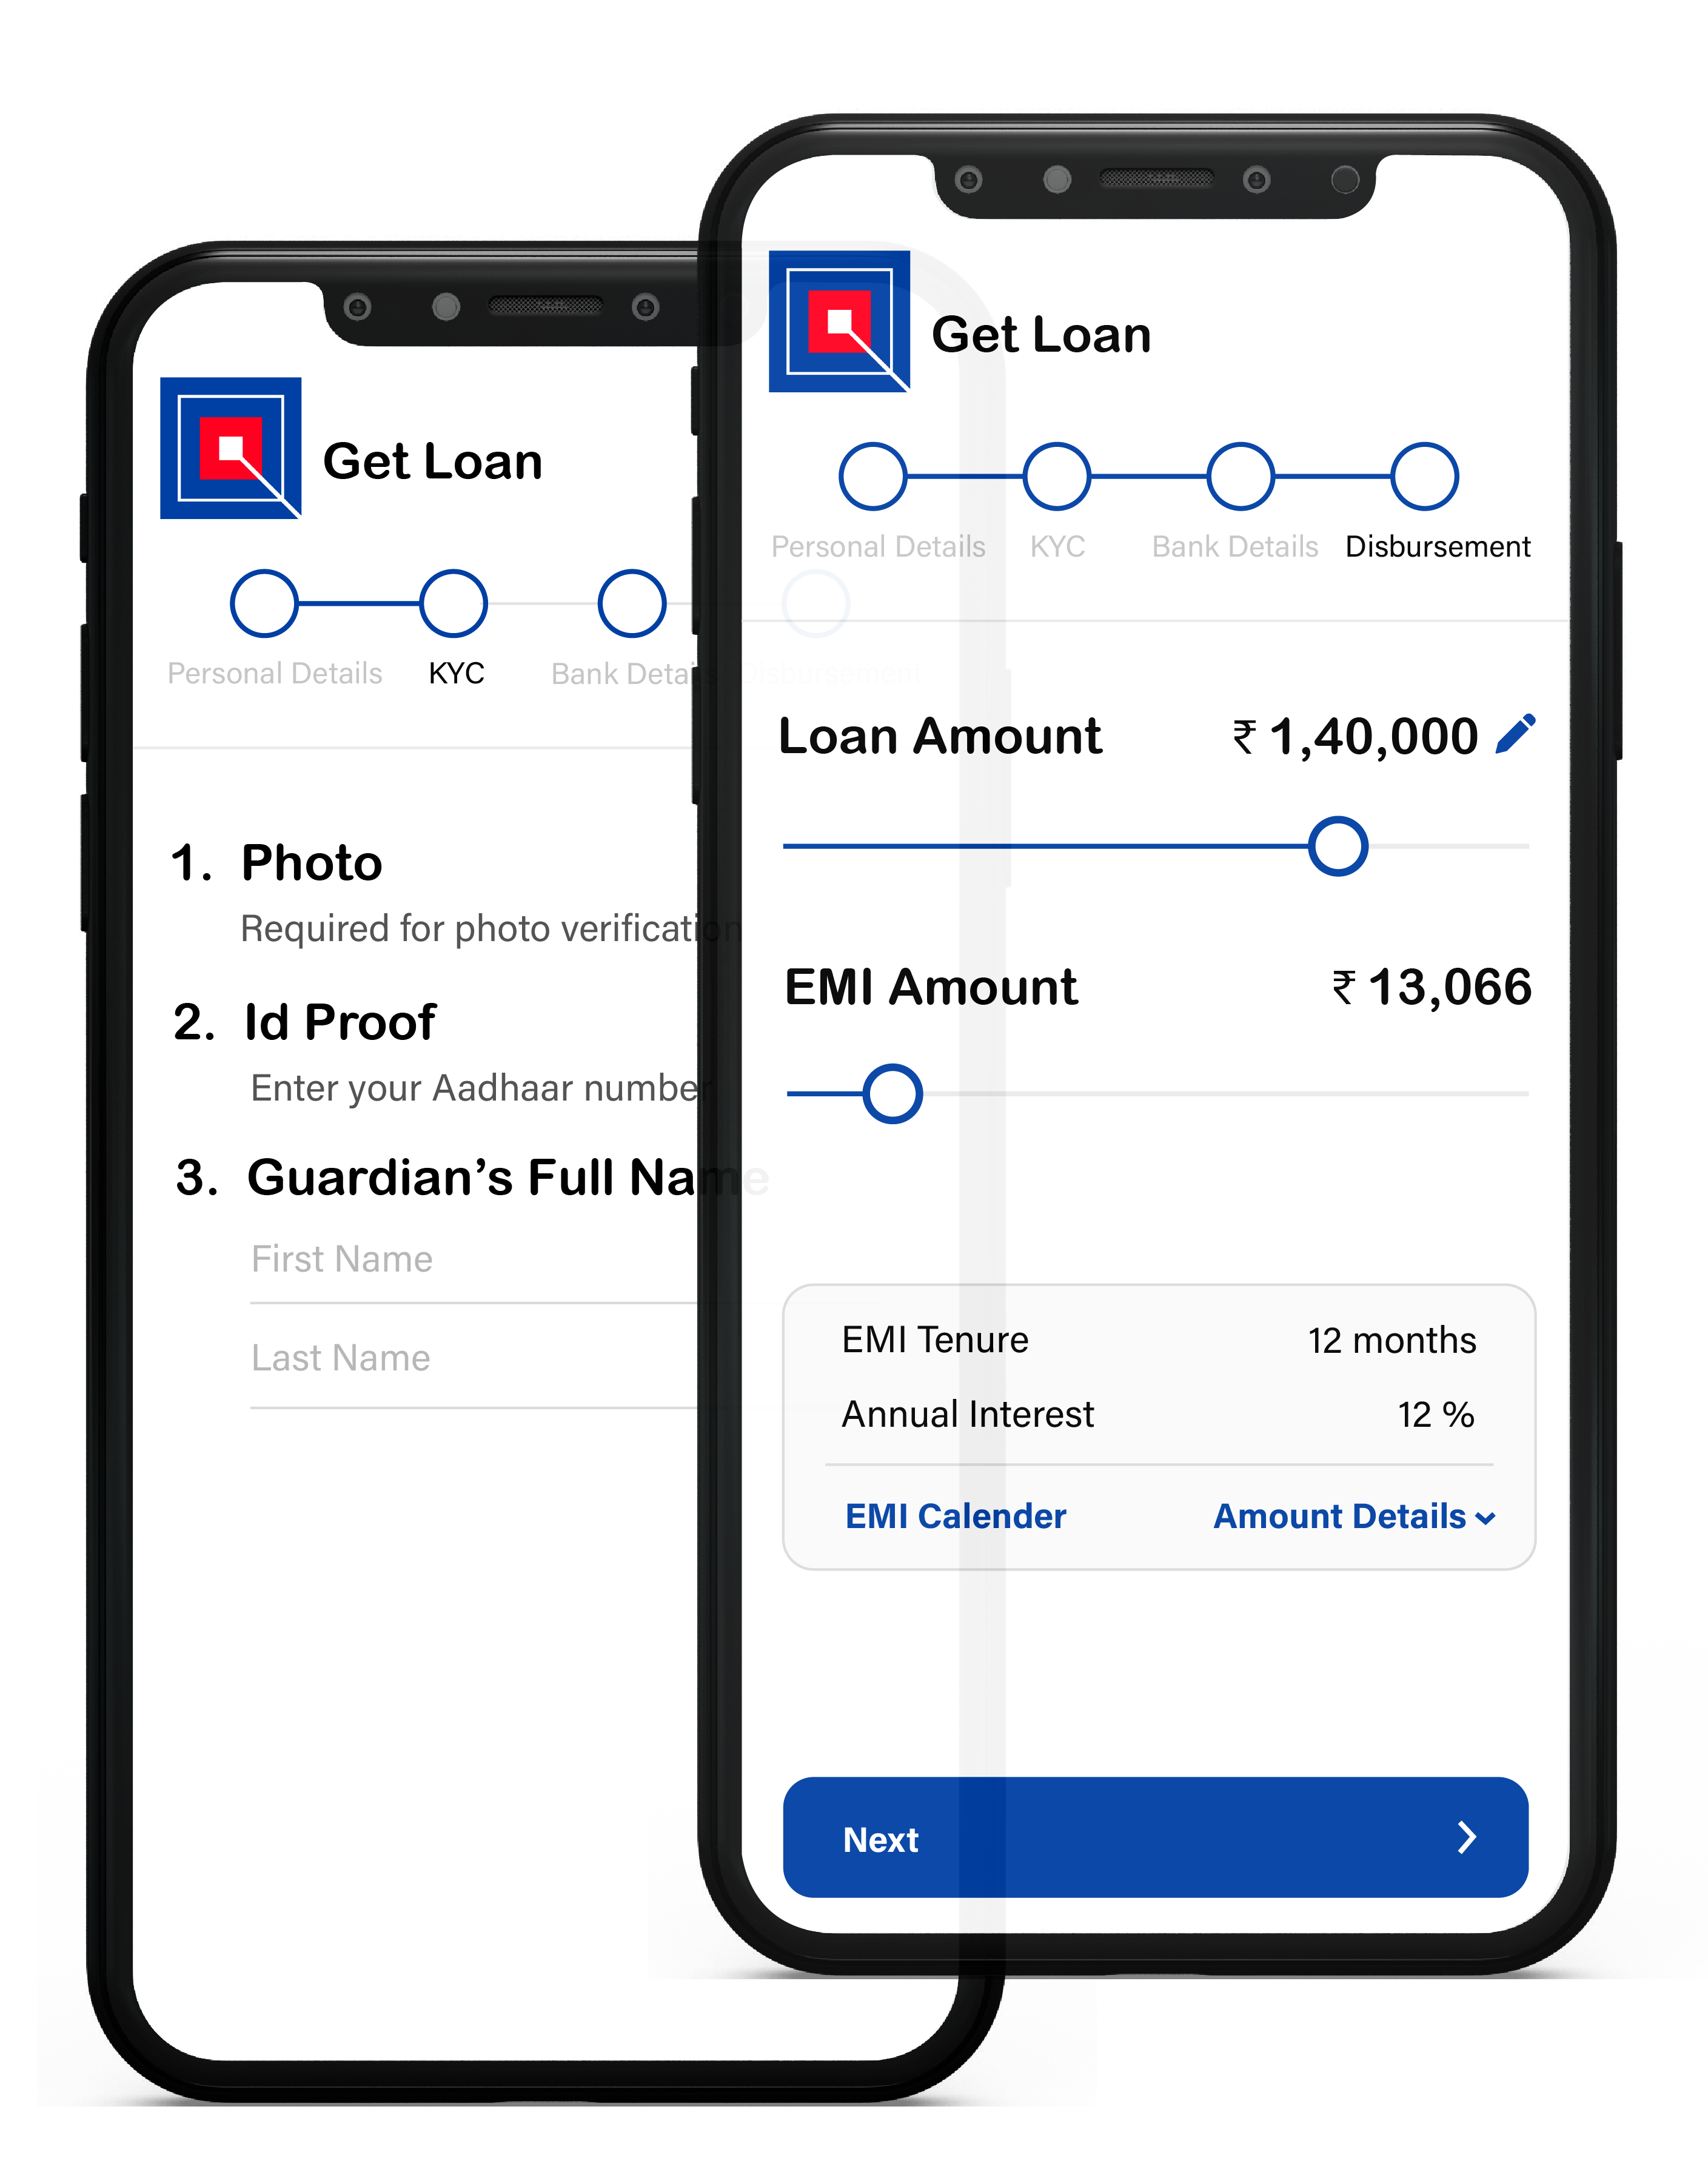 Get Loan
Personal Details KYC Bank Details Disbursement
1. Photo
Required for photo verification
2. Id Proof
Enter your Aadhaar number
3. Guardian’s Full Name
First Name
Last Name
Get Loan
Personal Details KYC Bank Details Disbursement
Loan Amount ₹ 1,40,000
EMI Amount ₹ 13,066
EMI Tenure 12 months
Annual Interest 12 %
EMI Calender Amount Details
Next